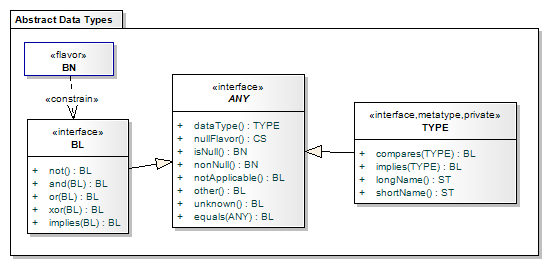 Abstract Data Types
«flavor»
BN
«constrain»
«interface»
BL
+ not() : BL
+ and(BL) : BL
+ or(BL) : BL
+ xor(BL) : BL
+ implies(BL) : BL
«interface»
ANY
+ dataType() : TYPE
+ nullFlavor() : CS
+ isNull() : BN
+ nonNull() : BN
+ notApplicable() : BL
+ other() : BL
+ unknown() : BL
+ equals(ANY) : BL
«interface,metatype,private»
TYPE
+ compares(TYPE) : BL
+ implies(TYPE) : BL
+ longName() : ST
+ shortName() : ST